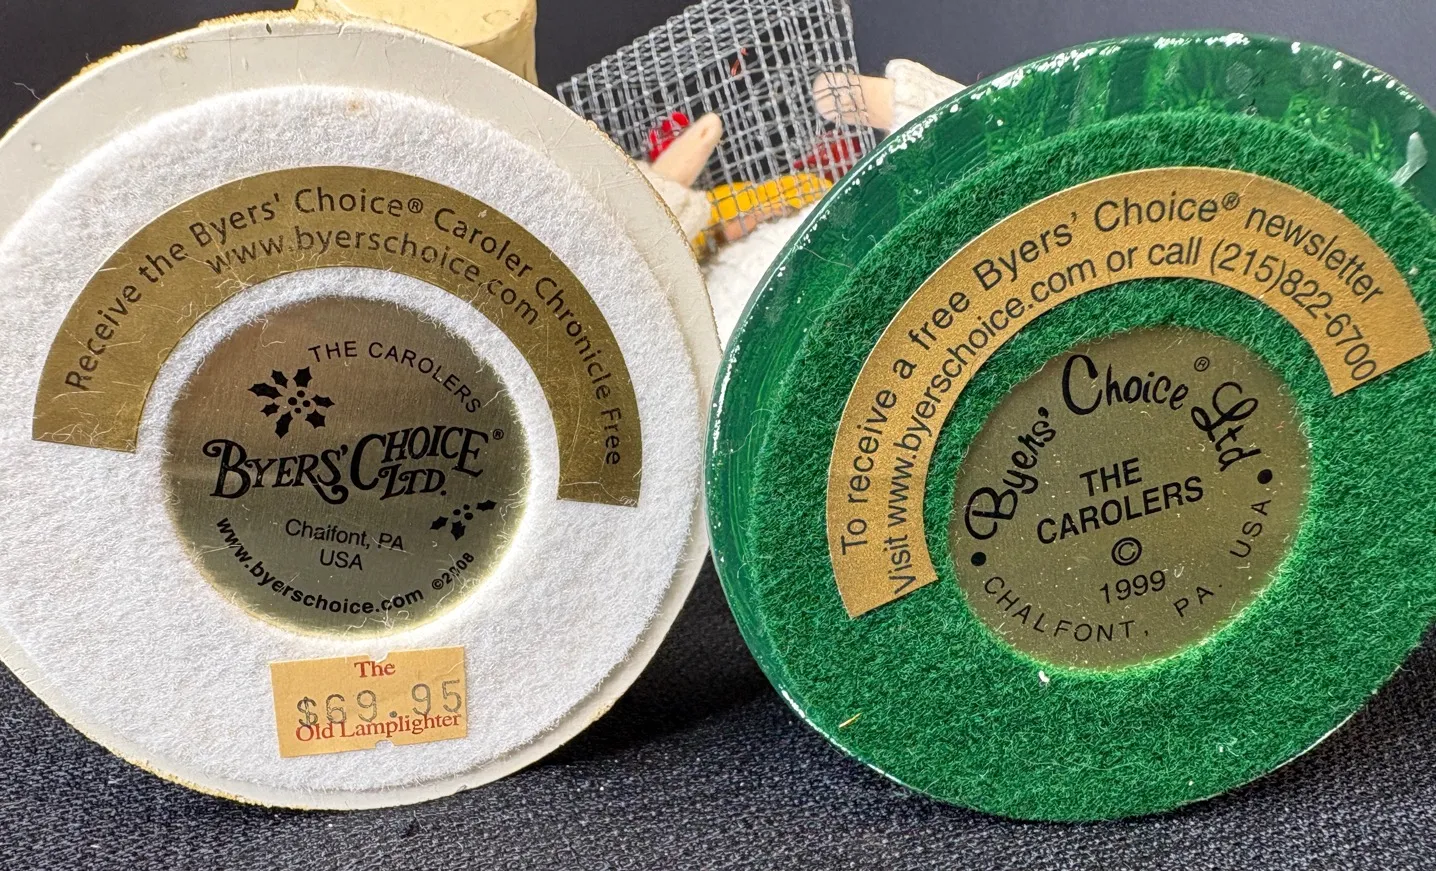 Receive the Byers' Choice® Caroler Chronicle Free
www.byerschoice.com
THE CAROLERS
BYERS' CHOICE®
LTD.
Chalfont, PA
USA
www.byerschoice.com ©2008
The
$69.95
Old Lamplighter
To receive a free Byers' Choice® newsletter
Visit www.byerschoice.com or call (215)822-6700
Byers' Choice® Ltd
THE
CAROLERS
©
1999
• CHALFONT, PA. USA •